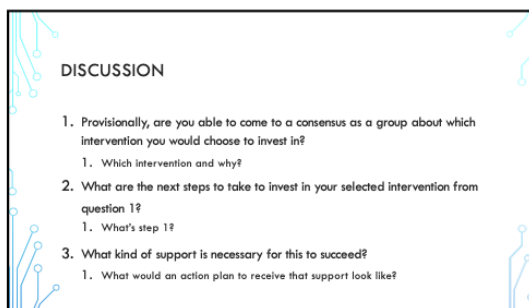 DISCUSSION
1. Provisionally, are you able to come to a consensus as a group about which
intervention you would choose to invest in?
1. Which intervention and why?
2. What are the next steps to take to invest in your selected intervention from
question 1?
1. What's step 1?
3. What kind of support is necessary for this to succeed?
1. What would an action plan to receive that support look like?